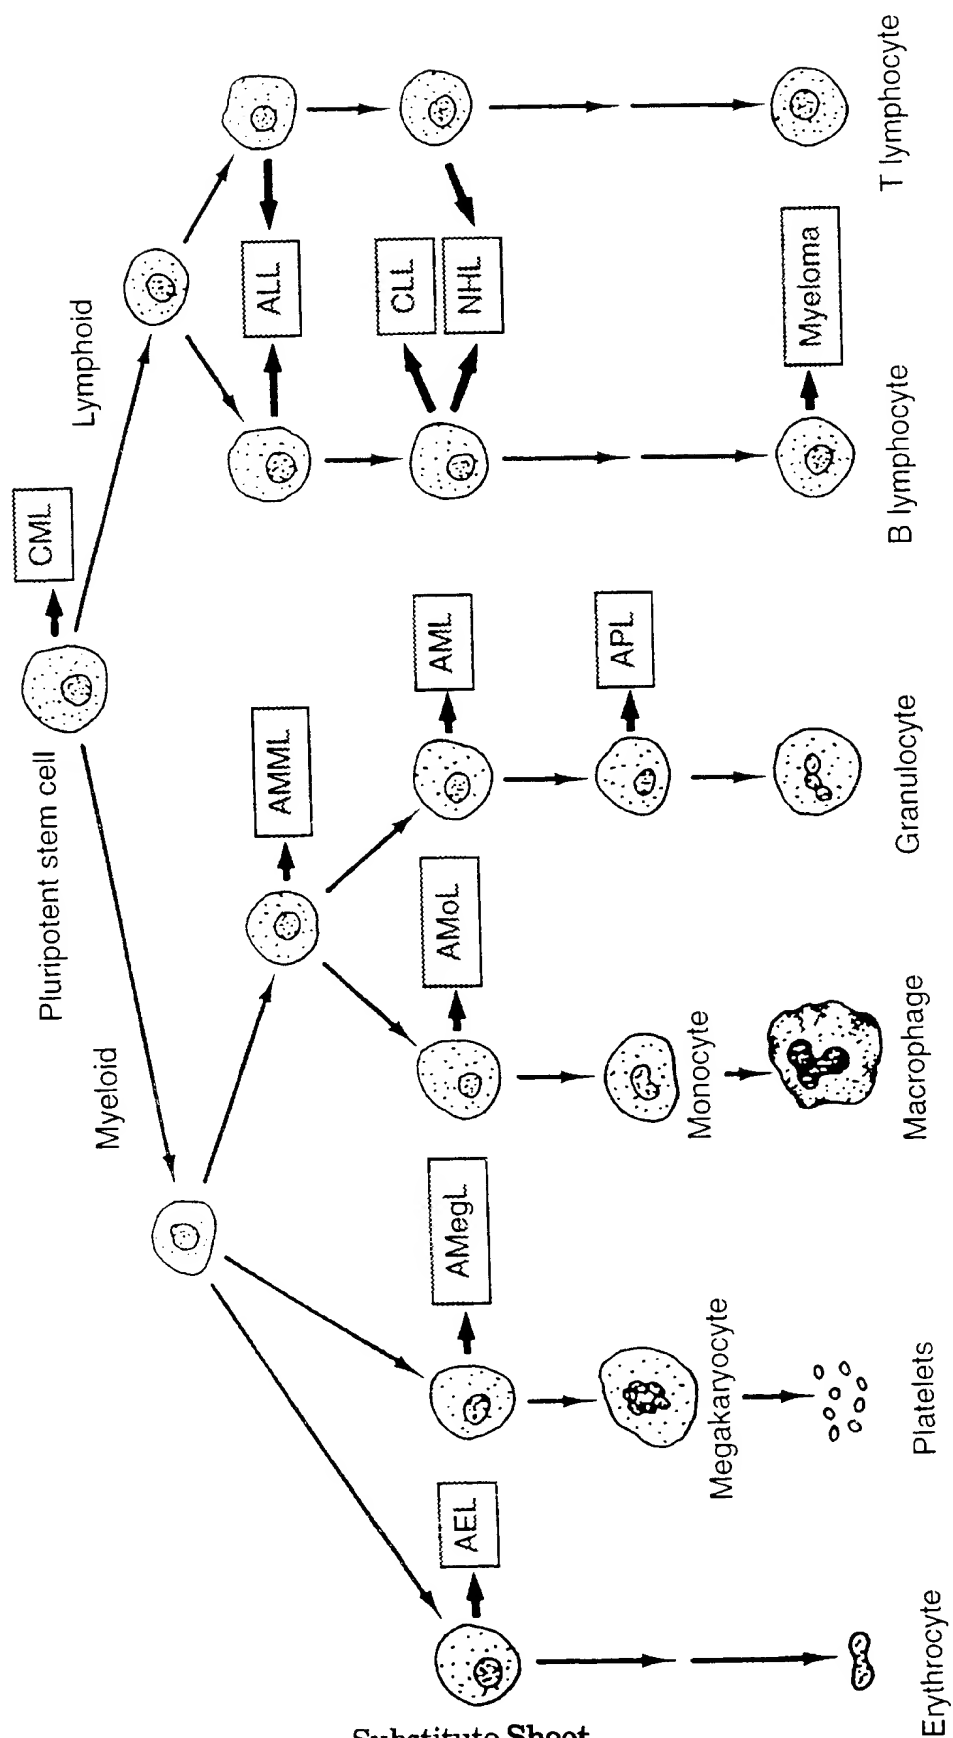 CML
Pluripotent stem cell
Myeloid
Lymphoid
AMML
ALL
AEL
AMegL
AMoL
AML
CLL
NHL
APL
Megakaryocyte
Monocyte
Myeloma
Erythrocyte
Platelets
Macrophage
Granulocyte
B lymphocyte
T lymphocyte
Substitute Sheet